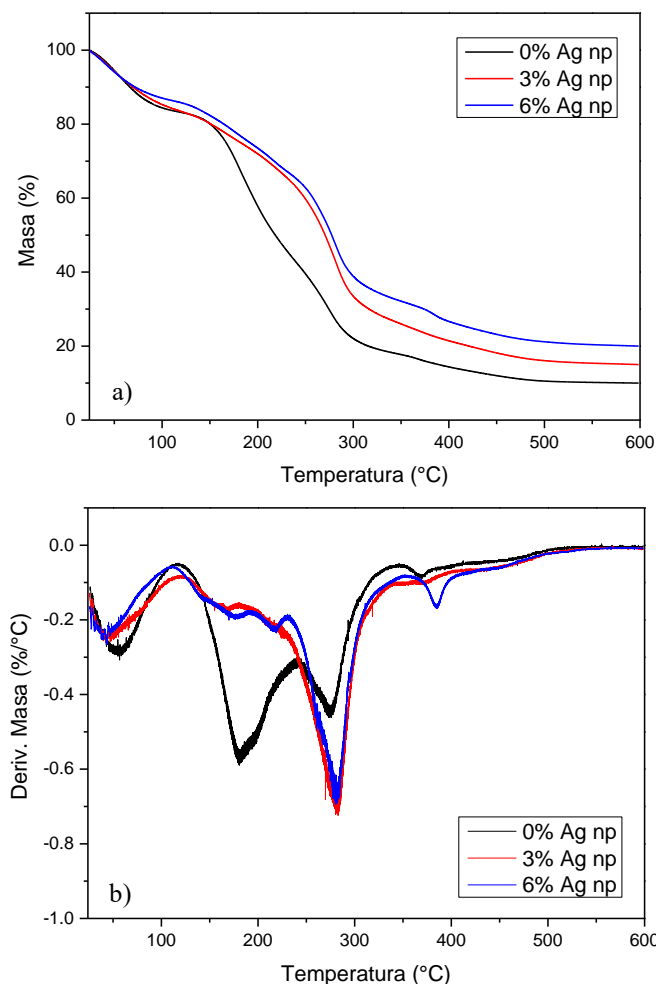 100
80
60
40
20
0
Masa (%)
0% Ag np
3% Ag np
6% Ag np
a)
100
200
300
400
500
600
Temperatura (°C)
0.0
-0.2
-0.4
-0.6
-0.8
-1.0
Deriv. Masa (%/°C)
0% Ag np
3% Ag np
6% Ag np
b)
100
200
300
400
500
600
Temperatura (°C)